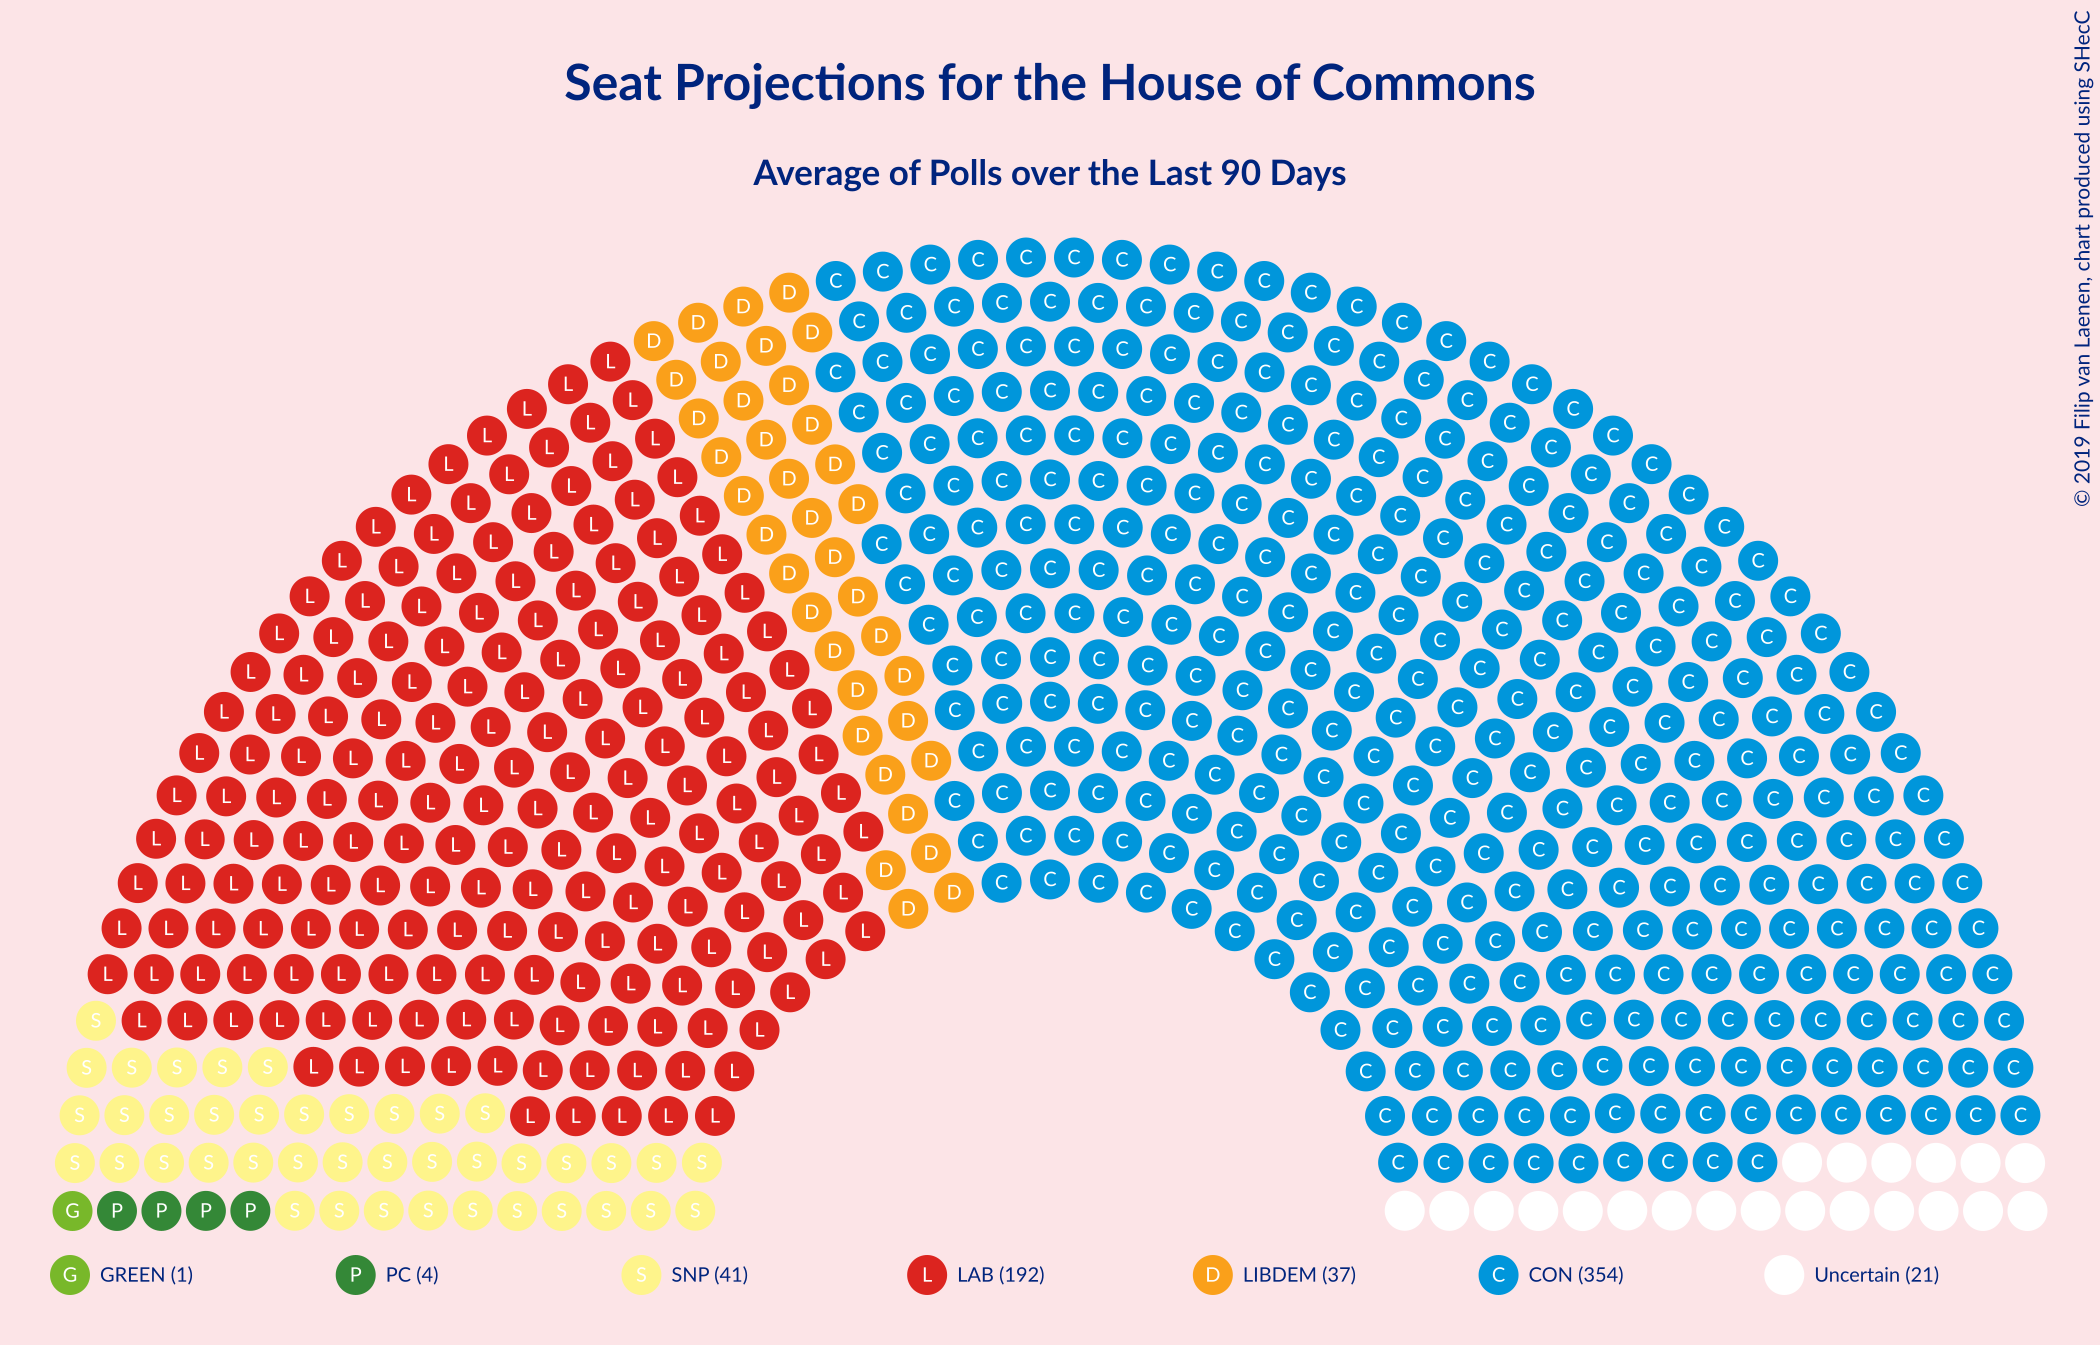 Seat Projections for the House of Commons
Average of Polls over the Last 90 Days
© 2019 Filip van Laenen, chart produced using SHecC
G GREEN (1)
P PC (4)
S SNP (41)
L LAB (192)
D LIBDEM (37)
C CON (354)
Uncertain (21)